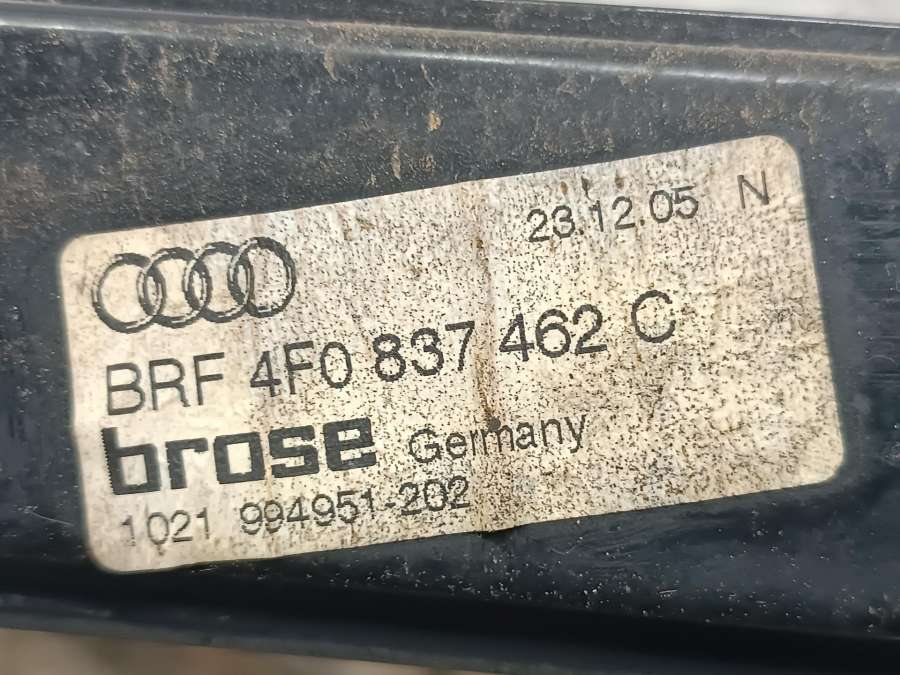 23.12.05 N
BRF 4F0 837 462 C
brose Germany
1021 994951-202